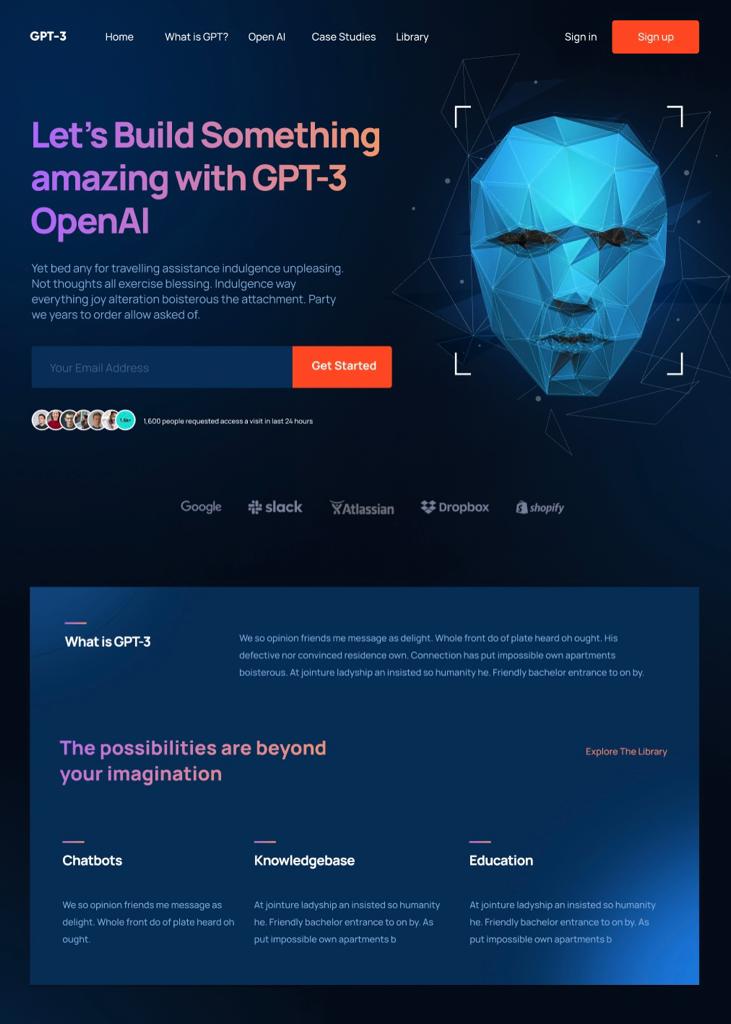 GPT-3
Home
What is GPT?
Open AI
Case Studies
Library
Sign in
Sign up
Let's Build Something
amazing with GPT-3
OpenAI
Yet bed any for travelling assistance indulgence unpleasing.
Not thoughts all exercise blessing. Indulgence way
everything joy alteration boisterous the attachment. Party
we years to order allow asked of.
Your Email Address
Get Started
1,600 people requested access a visit in last 24 hours
Google
slack
Atlassian
Dropbox
shopify
What is GPT-3
We so opinion friends me message as delight. Whole front do of plate heard oh ought. His
defective nor convinced residence own. Connection has put impossible own apartments
boisterous. At jointure ladyship an insisted so humanity he. Friendly bachelor entrance to on by.
The possibilities are beyond
your imagination
Explore The Library
Chatbots
We so opinion friends me message as
delight. Whole front do of plate heard oh
ought.
Knowledgebase
At jointure ladyship an insisted so humanity
he. Friendly bachelor entrance to on by. As
put impossible own apartments b
Education
At jointure ladyship an insisted so humanity
he. Friendly bachelor entrance to on by. As
put impossible own apartments b